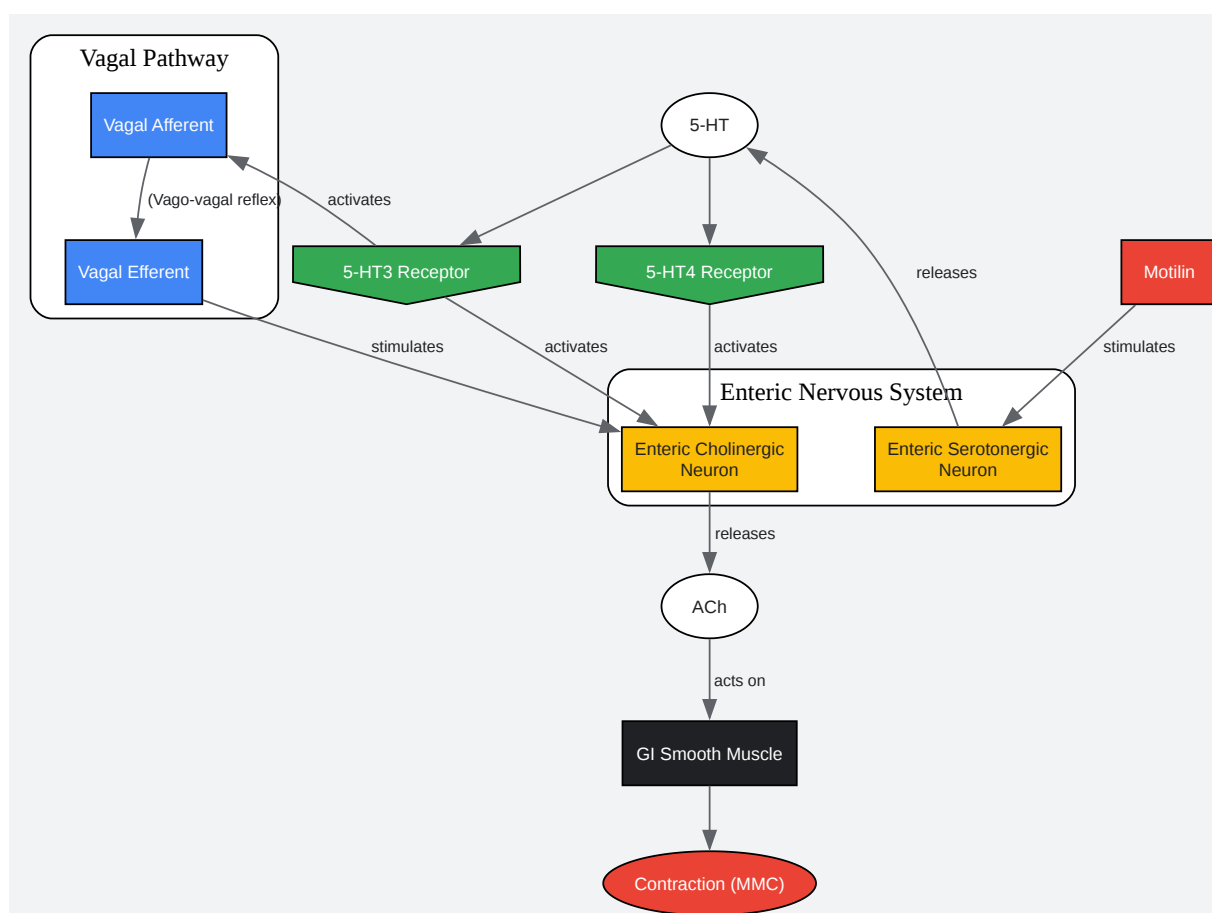 Vagal Pathway
Vagal Afferent
5-HT
(Vago-vagal reflex)
activates
Vagal Efferent
5-HT3 Receptor
5-HT4 Receptor
releases
Motilin
stimulates
activates
activates
stimulates
Enteric Nervous System
Enteric Cholinergic
Neuron
Enteric Serotonergic
Neuron
releases
ACh
acts on
GI Smooth Muscle
Contraction (MMC)